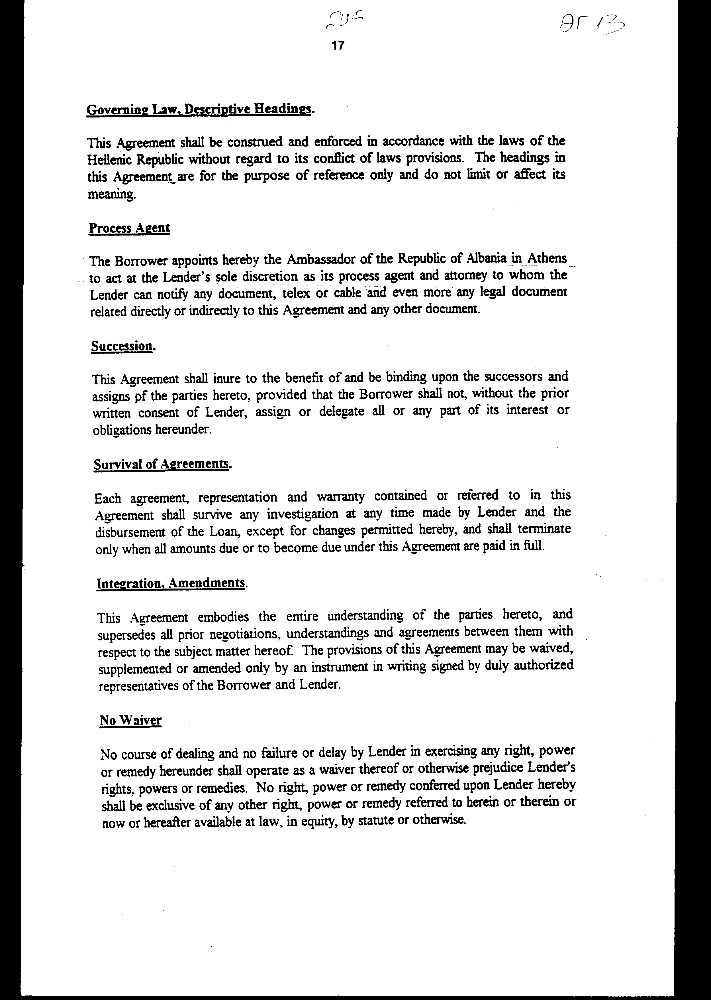 205
17
Governing Law, Descriptive Headings.
This Agreement shall be construed and enforced in accordance with the laws of the
Hellenic Republic without regard to its conflict of laws provisions. The headings in
this Agreement are for the purpose of reference only and do not limit or affect its
meaning.
Process Agent
The Borrower appoints hereby the Ambassador of the Republic of Albania in Athens
to act at the Lender's sole discretion as its process agent and attorney to whom the
Lender can notify any document, telex or cable and even more any legal document
related directly or indirectly to this Agreement and any other document.
Succession.
This Agreement shall inure to the benefit of and be binding upon the successors and
assigns of the parties hereto, provided that the Borrower shall not, without the prior
written consent of Lender, assign or delegate all or any part of its interest or
obligations hereunder.
Survival of Agreements.
Each agreement, representation and warranty contained or referred to in this
Agreement shall survive any investigation at any time made by Lender and the
disbursement of the Loan, except for changes permitted hereby, and shall terminate
only when all amounts due or to become due under this Agreement are paid in full.
Integration, Amendments.
This Agreement embodies the entire understanding of the parties hereto, and
supersedes all prior negotiations, understandings and agreements between them with
respect to the subject matter hereof. The provisions of this Agreement may be waived,
supplemented or amended only by an instrument in writing signed by duly authorized
representatives of the Borrower and Lender.
No Waiver
No course of dealing and no failure or delay by Lender in exercising any right, power
or remedy hereunder shall operate as a waiver thereof or otherwise prejudice Lender's
rights, powers or remedies. No right, power or remedy conferred upon Lender hereby
shall be exclusive of any other right, power or remedy referred to herein or therein or
now or hereafter available at law, in equity, by statute or otherwise.